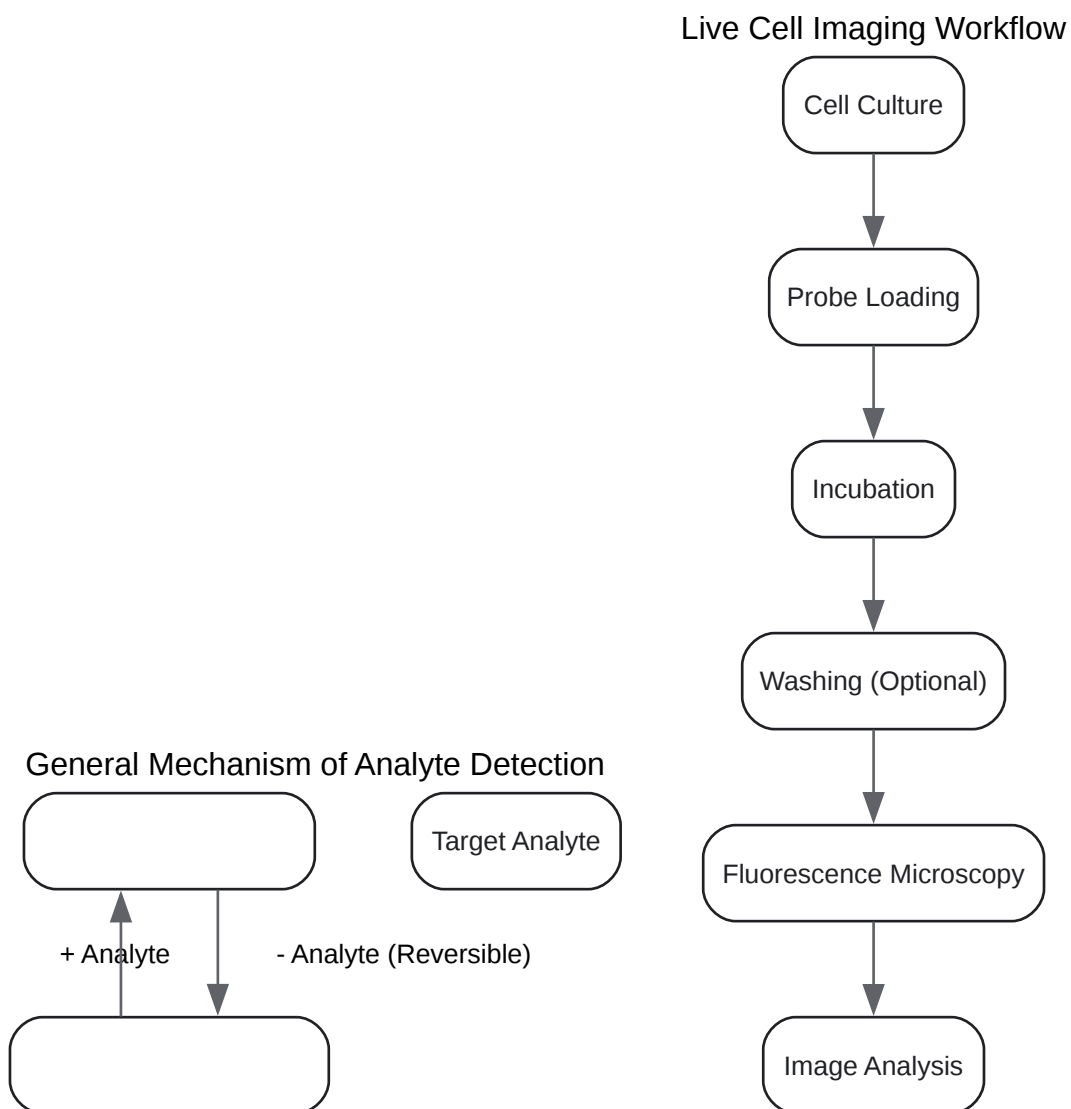 Live Cell Imaging Workflow
Cell Culture
Probe Loading
Incubation
Washing (Optional)
General Mechanism of Analyte Detection
Target Analyte
Fluorescence Microscopy
+ Analyte
- Analyte (Reversible)
Image Analysis